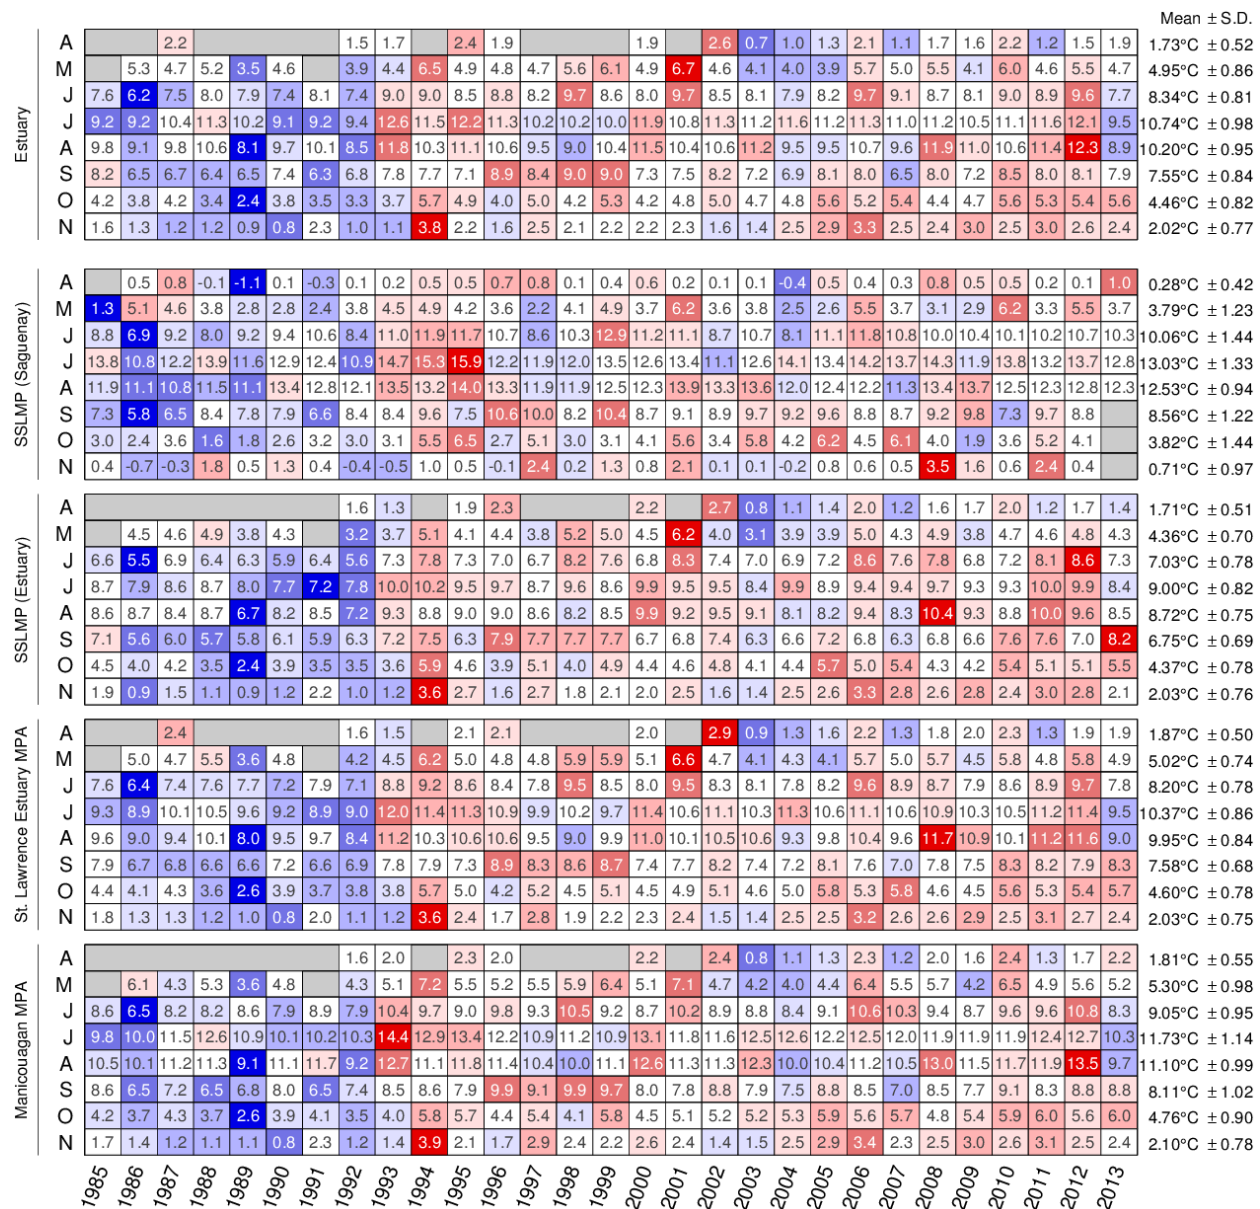 Mean ± S.D.
Estuary
A 2.2 1.5 1.7 2.4 1.9 1.9 2.6 0.7 1.0 1.3 2.1 1.1 1.7 1.6 2.2 1.2 1.5 1.9 1.73°C ± 0.52
M 5.3 4.7 5.2 3.5 4.6 3.9 4.4 6.5 4.9 4.8 4.7 5.6 6.1 4.9 6.7 4.6 4.1 4.0 3.9 5.7 5.0 5.5 4.1 6.0 4.6 5.5 4.7 4.95°C ± 0.86
J 7.6 6.2 7.5 8.0 7.9 7.4 8.1 7.4 9.0 9.0 8.5 8.8 8.2 9.7 8.6 8.0 9.7 8.5 8.1 7.9 8.2 9.7 9.1 8.7 8.1 9.0 8.9 9.6 7.7 8.34°C ± 0.81
J 9.2 9.2 10.4 11.3 10.2 9.1 9.2 9.4 12.6 11.5 12.2 11.3 10.2 10.2 10.0 11.9 10.8 11.3 11.2 11.6 11.2 11.3 11.0 11.2 10.5 11.1 11.6 12.1 9.5 10.74°C ± 0.98
A 9.8 9.1 9.8 10.6 8.1 9.7 10.1 8.5 11.8 10.3 11.1 10.6 9.5 9.0 10.4 11.5 10.4 10.6 11.2 9.5 9.5 10.7 9.6 11.9 11.0 10.6 11.4 12.3 8.9 10.20°C ± 0.95
S 8.2 6.5 6.7 6.4 6.5 7.4 6.3 6.8 7.8 7.7 7.1 8.9 8.4 9.0 9.0 7.3 7.5 8.2 7.2 6.9 8.1 8.0 6.5 8.0 7.2 8.5 8.0 8.1 7.9 7.55°C ± 0.84
O 4.2 3.8 4.2 3.4 2.4 3.8 3.5 3.3 3.7 5.7 4.9 4.0 5.0 4.2 5.3 4.2 4.8 5.0 4.7 4.8 5.6 5.2 5.4 4.4 4.7 5.6 5.3 5.4 5.6 4.46°C ± 0.82
N 1.6 1.3 1.2 1.2 0.9 0.8 2.3 1.0 1.1 3.8 2.2 1.6 2.5 2.1 2.2 2.2 2.3 1.6 1.4 2.5 2.9 3.3 2.5 2.4 3.0 2.5 3.0 2.6 2.4 2.02°C ± 0.77
SSLMP (Saguenay)
A 0.5 0.8 -0.1 -1.1 0.1 -0.3 0.1 0.2 0.5 0.5 0.7 0.8 0.1 0.4 0.6 0.2 0.1 0.1 -0.4 0.5 0.4 0.3 0.8 0.5 0.5 0.2 0.1 1.0 0.28°C ± 0.42
M 1.3 5.1 4.6 3.8 2.8 2.8 2.4 3.8 4.5 4.9 4.2 3.6 2.2 4.1 4.9 3.7 6.2 3.6 3.8 2.5 2.6 5.5 3.7 3.1 2.9 6.2 3.3 5.5 3.7 3.79°C ± 1.23
J 8.8 6.9 9.2 8.0 9.2 9.4 10.6 8.4 11.0 11.9 11.7 10.7 8.6 10.3 12.9 11.2 11.1 8.7 10.7 8.1 11.1 11.8 10.8 10.0 10.4 10.1 10.7 10.7 10.3 10.06°C ± 1.44
J 13.8 10.8 12.2 13.9 11.6 12.9 12.4 10.9 14.7 15.3 15.9 12.2 11.9 12.0 13.5 12.6 13.4 11.1 12.6 14.1 13.4 14.2 13.7 14.3 11.9 13.8 13.2 13.7 12.8 13.03°C ± 1.33
A 11.9 11.1 10.8 11.5 11.1 13.4 12.8 12.1 13.5 13.2 14.0 13.3 11.9 11.9 12.5 12.3 13.9 13.3 13.6 12.0 12.4 12.2 11.3 13.4 13.7 12.5 12.3 12.8 12.3 12.53°C ± 0.94
S 7.3 5.8 6.5 8.4 7.8 7.9 6.6 8.4 8.4 9.6 7.5 10.6 10.0 8.2 10.4 8.7 9.1 8.9 9.7 9.2 9.6 8.8 8.7 9.2 9.8 7.3 9.7 8.8 8.56°C ± 1.22
O 3.0 2.4 3.6 1.6 1.8 2.6 3.2 3.0 3.1 5.5 6.5 2.7 5.1 3.0 3.1 4.1 5.6 3.4 5.8 4.2 6.2 4.5 6.1 4.0 1.9 3.6 5.2 4.1 3.82°C ± 1.44
N 0.4 -0.7 -0.3 1.8 0.5 1.3 0.4 -0.4 -0.5 1.0 0.5 -0.1 2.4 0.2 1.3 0.8 2.1 0.1 0.1 -0.2 0.8 0.6 0.5 3.5 1.6 0.6 2.4 0.4 0.71°C ± 0.97
SSLMP (Estuary)
A 1.6 1.3 1.9 2.3 2.2 2.7 0.8 1.1 1.4 2.0 1.2 1.6 1.7 2.0 1.2 1.7 1.4 1.71°C ± 0.51
M 4.5 4.6 4.9 3.8 4.3 3.2 3.7 5.1 4.1 4.4 3.8 5.2 5.0 4.5 6.2 4.0 3.1 3.9 3.9 5.0 4.3 4.9 3.8 4.7 4.6 4.8 4.3 4.36°C ± 0.70
J 6.6 5.5 6.9 6.4 6.3 5.9 6.4 5.6 7.3 7.8 7.3 7.0 6.7 8.2 7.6 6.8 8.3 7.4 7.0 6.9 7.2 8.6 7.6 7.8 6.8 7.2 8.1 8.6 7.3 7.03°C ± 0.78
J 8.7 7.9 8.6 8.7 8.0 7.7 7.2 7.8 10.0 10.2 9.5 9.7 8.7 9.6 8.6 9.9 9.5 9.5 8.4 9.9 8.9 9.4 9.4 9.7 9.3 9.3 10.0 9.9 8.4 9.00°C ± 0.82
A 8.6 8.7 8.4 8.7 6.7 8.2 8.5 7.2 9.3 8.8 9.0 9.0 8.6 8.2 8.5 9.9 9.2 9.5 9.1 8.1 8.2 9.4 8.3 10.4 9.3 8.8 10.0 9.6 8.5 8.72°C ± 0.75
S 7.1 5.6 6.0 5.7 5.8 6.1 5.9 6.3 7.2 7.5 6.3 7.9 7.7 7.7 7.7 6.7 6.8 7.4 6.3 6.6 7.2 6.8 6.3 6.8 6.6 7.6 7.6 7.0 8.2 6.75°C ± 0.69
O 4.5 4.0 4.2 3.5 2.4 3.9 3.5 3.5 3.6 5.9 4.6 3.9 5.1 4.0 4.9 4.4 4.6 4.8 4.1 4.4 5.7 5.0 5.4 4.3 4.2 5.4 5.1 5.1 5.5 4.37°C ± 0.78
N 1.9 0.9 1.5 1.1 0.9 1.2 2.2 1.0 1.2 3.6 2.7 1.6 2.7 1.8 2.1 2.0 2.5 1.6 1.4 2.5 2.6 3.3 2.8 2.6 2.8 2.4 3.0 2.8 2.1 2.03°C ± 0.76
St. Lawrence Estuary MPA
A 2.4 1.6 1.5 1.9 2.1 2.0 2.9 0.9 1.3 1.6 2.2 1.3 1.8 2.0 2.3 1.3 1.9 1.9 1.87°C ± 0.50
M 5.0 4.7 5.5 3.6 4.8 4.2 4.5 6.2 5.0 4.8 4.8 5.9 5.9 5.1 6.6 4.7 4.1 4.3 4.1 5.7 5.0 5.7 4.5 5.8 4.8 5.8 4.9 5.02°C ± 0.74
J 7.6 6.4 7.4 7.6 7.7 7.2 7.9 7.1 8.8 9.2 8.6 8.4 7.8 9.5 8.5 8.0 9.5 8.3 8.1 7.8 8.2 9.6 8.9 8.7 7.9 8.6 8.9 9.7 7.8 8.20°C ± 0.78
J 9.3 8.9 10.1 10.5 9.6 9.2 8.9 9.0 12.0 11.4 11.3 10.9 9.9 10.2 9.7 11.4 10.6 11.1 10.3 11.3 10.6 11.1 10.6 10.9 10.3 10.5 11.2 11.4 9.5 10.37°C ± 0.86
A 9.6 9.0 9.4 10.1 8.0 9.5 9.7 8.4 11.2 10.3 10.6 10.6 9.5 9.0 9.9 11.0 10.1 10.5 10.6 9.3 9.8 10.4 9.6 11.7 10.9 10.1 11.2 11.6 9.0 9.95°C ± 0.84
S 7.9 6.7 6.8 6.6 6.6 7.2 6.6 6.9 7.8 7.9 7.3 8.9 8.3 8.6 8.7 7.4 7.7 8.2 7.4 7.2 8.1 7.6 7.0 7.8 7.5 8.3 8.2 7.9 8.3 7.58°C ± 0.68
O 4.4 4.1 4.3 3.6 2.6 3.9 3.7 3.8 3.8 5.7 5.0 4.2 5.2 4.5 5.1 4.5 4.9 5.1 4.6 5.0 5.8 5.3 5.8 4.6 4.5 5.6 5.3 5.4 5.7 4.60°C ± 0.78
N 1.8 1.3 1.3 1.2 1.0 0.8 2.0 1.1 1.2 3.6 2.4 1.7 2.8 1.9 2.2 2.3 2.4 1.5 1.4 2.5 2.5 3.2 2.6 2.6 2.9 2.5 3.1 2.7 2.4 2.03°C ± 0.75
Manicouagan MPA
A 1.6 2.0 2.3 2.0 2.2 2.4 0.8 1.1 1.3 2.3 1.2 2.0 1.6 2.4 1.3 1.7 2.2 1.81°C ± 0.55
M 6.1 4.3 5.3 3.6 4.8 4.3 5.1 7.2 5.5 5.2 5.5 5.9 6.4 5.1 7.1 4.7 4.2 4.0 4.4 6.4 5.5 5.7 4.2 6.5 4.9 5.6 5.2 5.30°C ± 0.98
J 8.6 6.5 8.2 8.2 8.6 7.9 8.9 7.9 10.4 9.7 9.0 9.8 9.3 10.5 9.2 8.7 10.2 8.9 8.8 8.4 9.1 10.6 10.3 9.4 8.7 9.6 9.6 10.8 8.3 9.05°C ± 0.95
J 9.8 10.0 11.5 12.6 10.9 10.1 10.2 10.3 14.4 12.9 13.4 12.2 10.9 11.2 10.9 13.1 11.8 11.6 12.5 12.6 12.2 12.5 12.0 11.9 11.9 11.9 12.4 12.7 10.3 11.73°C ± 1.14
A 10.5 10.1 11.2 11.3 9.1 11.1 11.7 9.2 12.7 11.1 11.8 11.4 10.4 10.0 11.1 12.6 11.3 11.3 12.3 10.0 10.4 11.2 10.5 13.0 11.5 11.7 11.9 13.5 9.7 11.10°C ± 0.99
S 8.6 6.5 7.2 6.5 6.8 8.0 6.5 7.4 8.5 8.6 7.9 9.9 9.1 9.9 9.7 8.0 7.8 8.8 7.9 7.5 8.8 8.5 7.0 8.5 7.7 9.1 8.3 8.8 8.8 8.11°C ± 1.02
O 4.2 3.7 4.3 3.7 2.6 3.9 4.1 3.5 4.0 5.8 5.7 4.4 5.4 4.1 5.8 4.5 5.1 5.2 5.2 5.3 5.9 5.6 5.7 4.8 5.4 5.9 6.0 5.6 6.0 4.76°C ± 0.90
N 1.7 1.4 1.2 1.1 1.1 0.8 2.3 1.2 1.4 3.9 2.1 1.7 2.9 2.4 2.2 2.6 2.4 1.4 1.5 2.5 2.9 3.4 2.3 2.5 3.0 2.6 3.1 2.5 2.4 2.10°C ± 0.78
1985 1986 1987 1988 1989 1990 1991 1992 1993 1994 1995 1996 1997 1998 1999 2000 2001 2002 2003 2004 2005 2006 2007 2008 2009 2010 2011 2012 2013